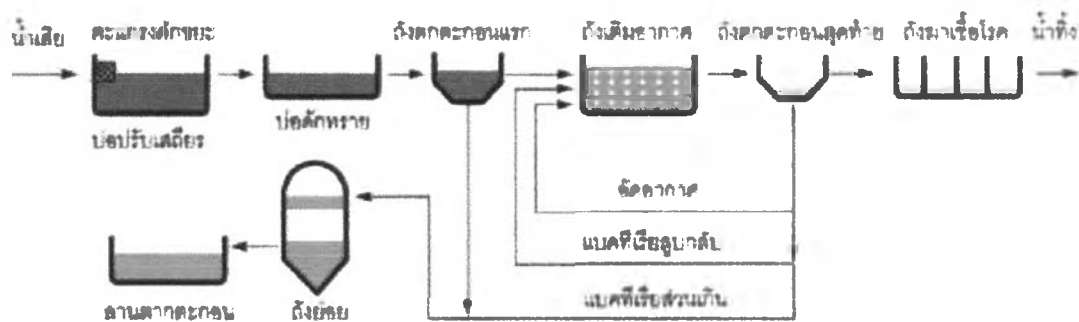 น้ำเสีย
ตะแกรงดักขยะ
ถังตกตะกอนแรก
ถังเติมอากาศ
ถังตกตะกอนสุดท้าย
ถังฆ่าเชื้อโรค
น้ำทิ้ง
บ่อปรับเสถียร
บ่อดักทราย
อัดอากาศ
แบคทีเรียสูบกลับ
แบคทีเรียส่วนเกิน
ลานตากตะกอน
ถังย่อย